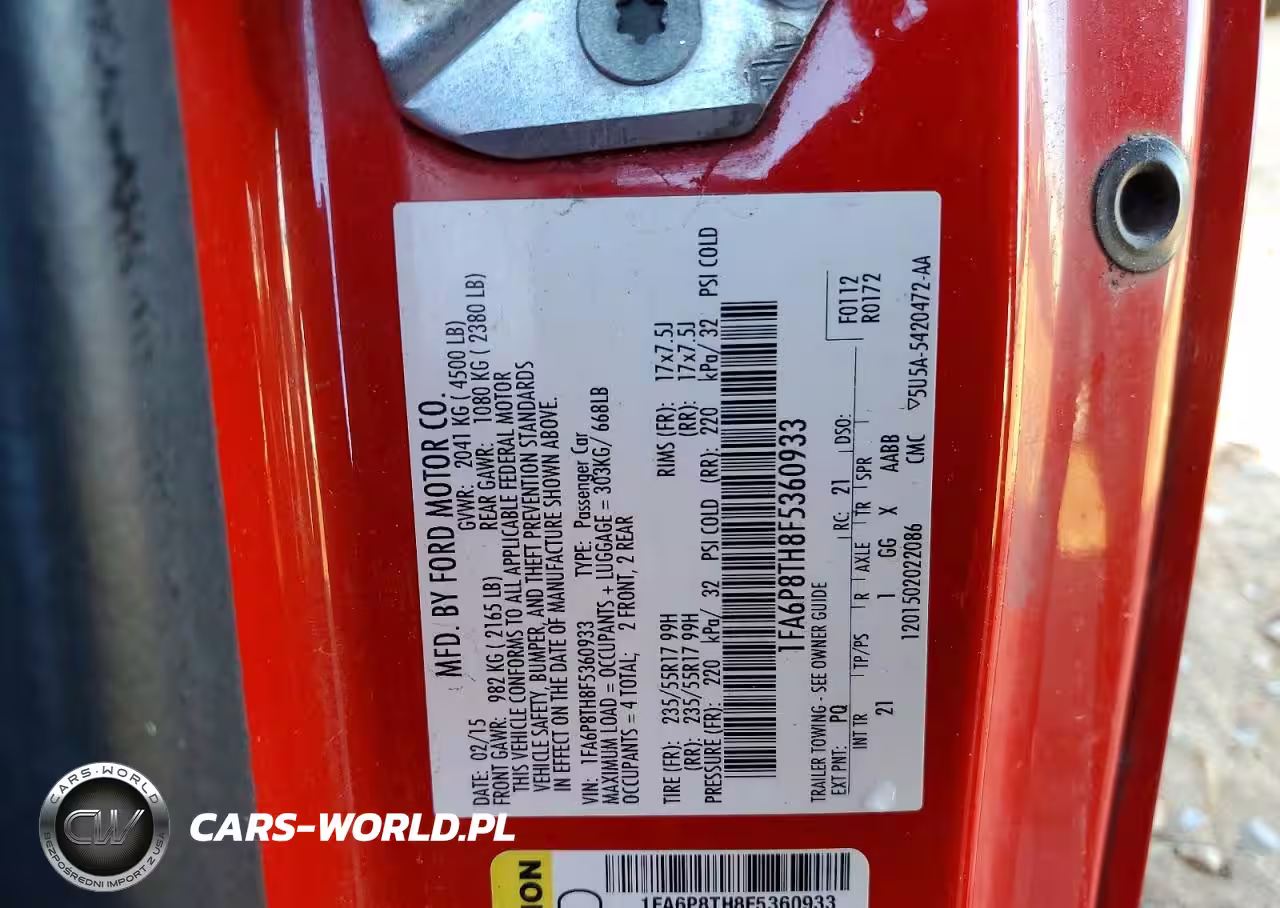 MFD. BY FORD MOTOR CO.
DATE: 02/15 GVWR: 2041 KG ( 4500 LB)
FRONT GAWR: 982 KG ( 2165 LB) REAR GAWR: 1080 KG ( 2380 LB)
THIS VEHICLE CONFORMS TO ALL APPLICABLE FEDERAL MOTOR
VEHICLE SAFETY, BUMPER, AND THEFT PREVENTION STANDARDS
IN EFFECT ON THE DATE OF MANUFACTURE SHOWN ABOVE.
VIN: 1FA6P8TH8F5360933 TYPE: Passenger Car
MAXIMUM LOAD = OCCUPANTS + LUGGAGE = 303KG/ 668LB
OCCUPANTS = 4 TOTAL; 2 FRONT, 2 REAR
TIRE (FR): 235/55R17 99H RIMS (FR): 17x7.5J
(RR): 235/55R17 99H (RR): 17x7.5J
PRESSURE (FR): 220 kPa/ 32 PSI COLD (RR): 220 kPa/ 32 PSI COLD
1FA6P8TH8F5360933
TRAILER TOWING - SEE OWNER GUIDE F0112
EXT PNT: PQ RC: 21 DSO: R0172
INT TR TP/PS R AXLE TR SPR
21 1 GG X AABB
1201502022086 CMC ▽5U5A-5420472-AA
1FA6P8TH8F5360933
CARS-WORLD
CW
BEZPOŚREDNI IMPORT Z USA
CARS-WORLD.PL